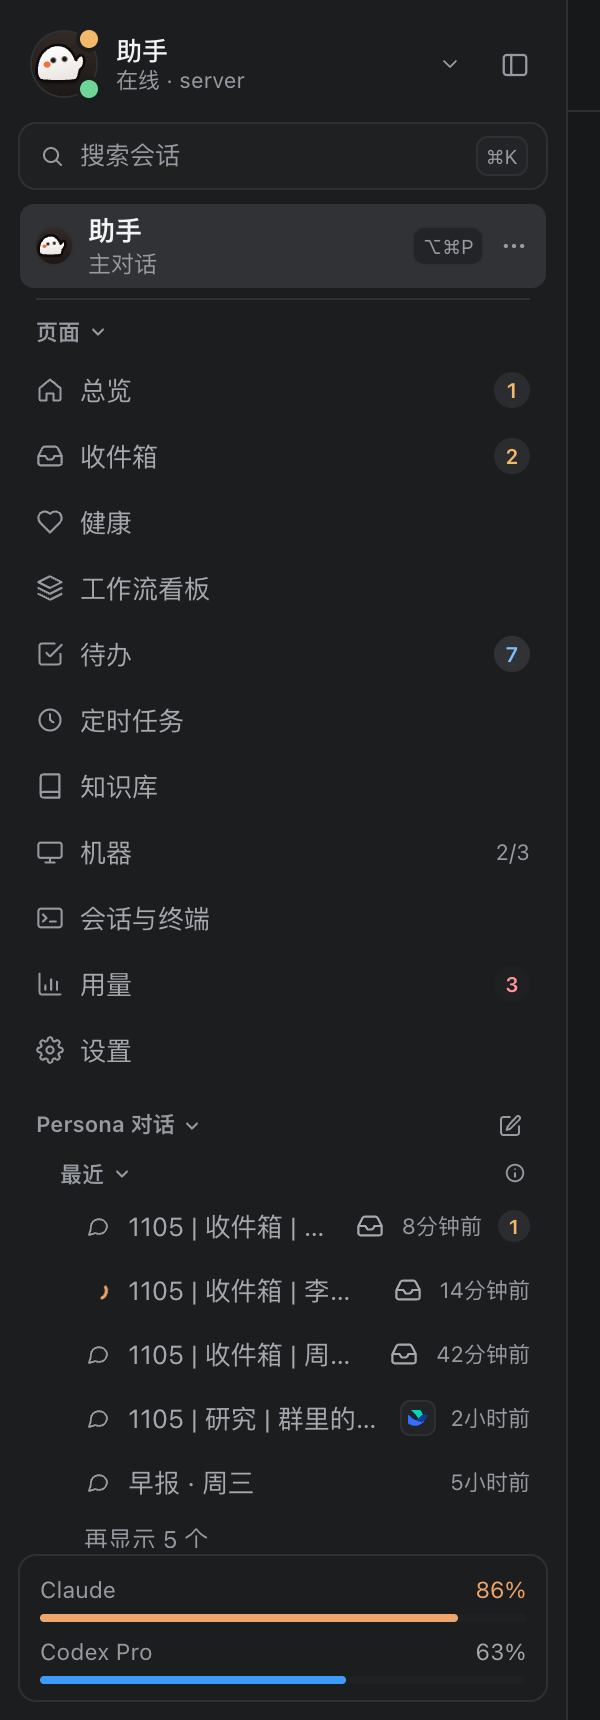 助手
在线 · server
搜索会话 ⌘K
助手
主对话 ⌥⌘P
页面
总览 1
收件箱 2
健康
工作流看板
待办 7
定时任务
知识库
机器 2/3
会话与终端
用量 3
设置
Persona 对话
最近
1105 | 收件箱 | ... 8分钟前 1
1105 | 收件箱 | 李... 14分钟前
1105 | 收件箱 | 周... 42分钟前
1105 | 研究 | 群里的... 2小时前
早报 · 周三 5小时前
再显示 5 个
Claude 86%
Codex Pro 63%